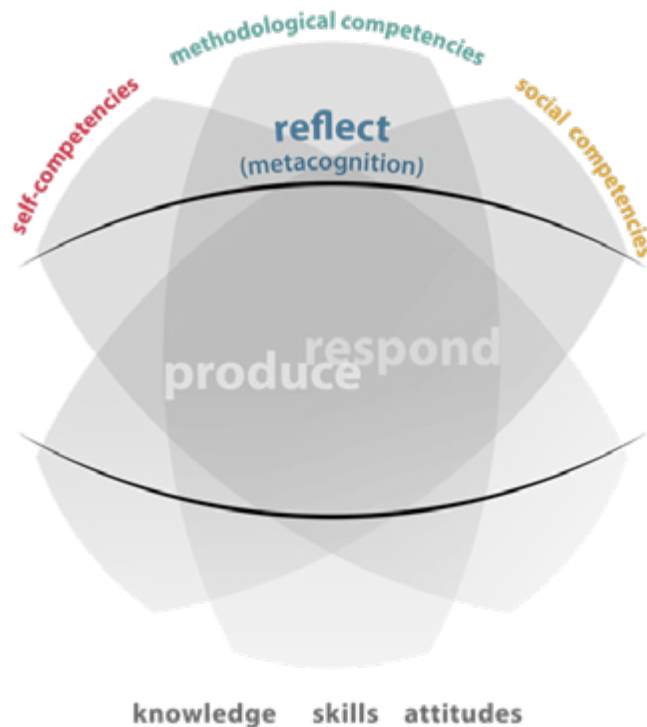 methodological competencies
self-competencies
social competencies
reflect
(metacognition)
respond
produce
knowledge skills attitudes